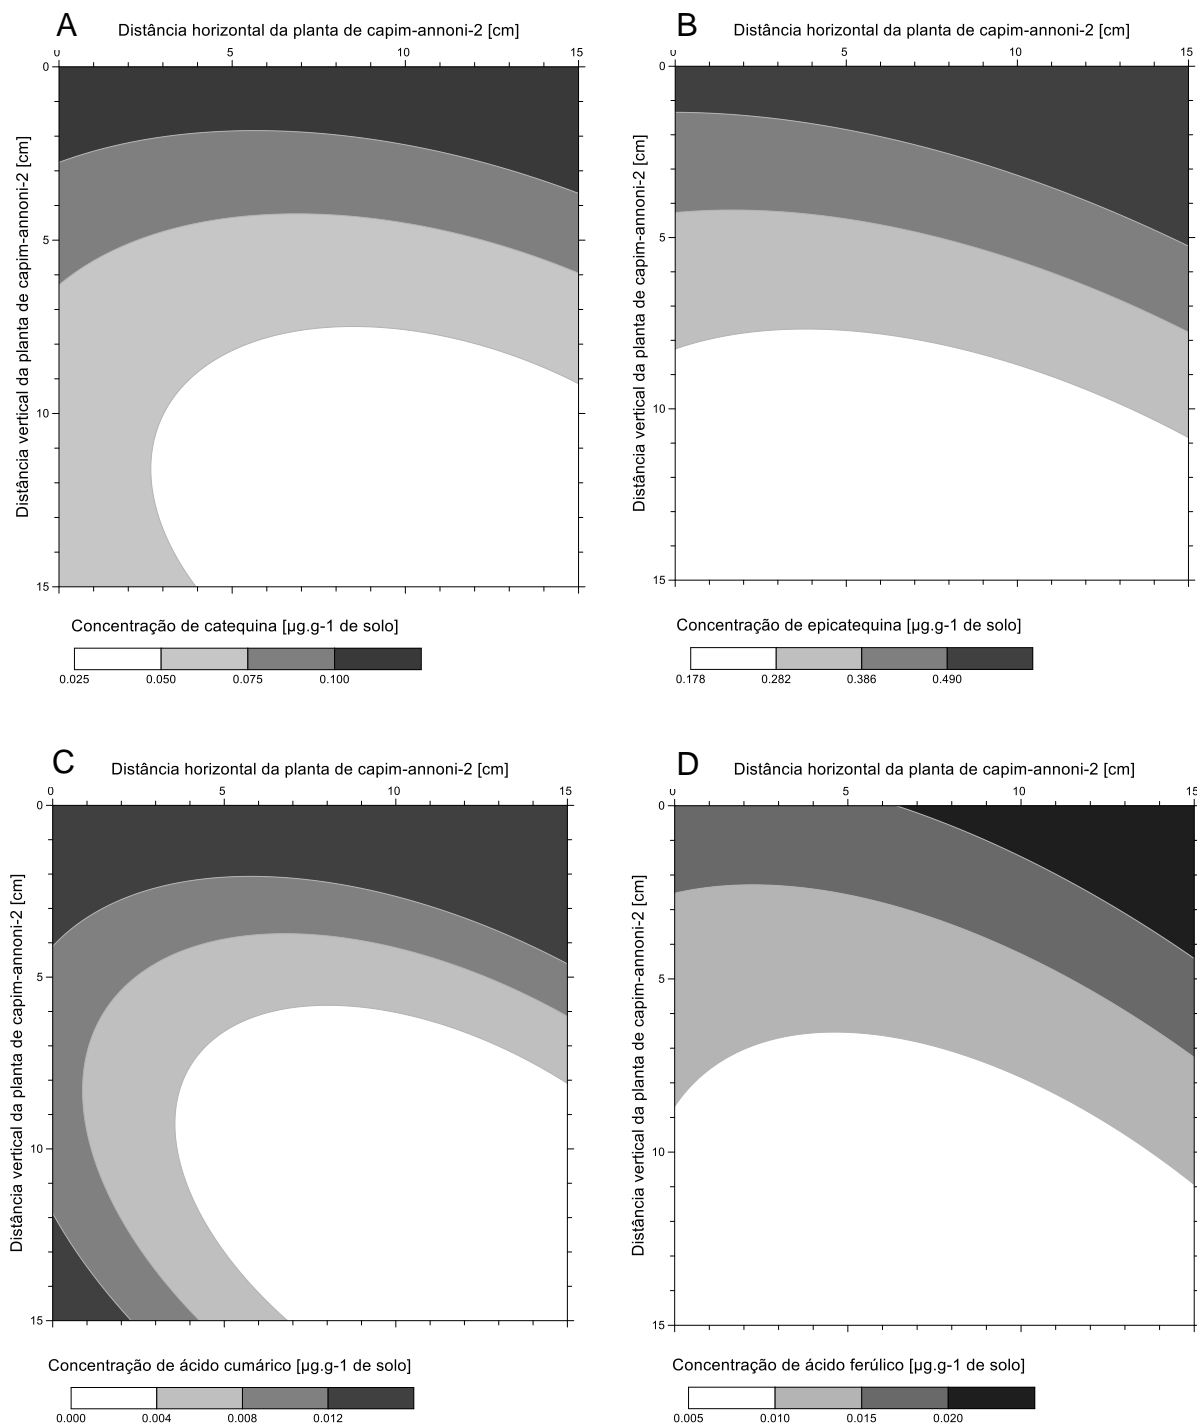 A
Distância horizontal da planta de capim-annoni-2 [cm]
0 5 10 15
0
5
10
15
Distância vertical da planta de capim-annoni-2 [cm]
Concentração de catequina [µg.g-1 de solo]
0.025 0.050 0.075 0.100
B
Distância horizontal da planta de capim-annoni-2 [cm]
0 5 10 15
0
5
10
15
Distância vertical da planta de capim-annoni-2 [cm]
Concentração de epicatequina [µg.g-1 de solo]
0.178 0.282 0.386 0.490
C
Distância horizontal da planta de capim-annoni-2 [cm]
0 5 10 15
0
5
10
15
Distância vertical da planta de capim-annoni-2 [cm]
Concentração de ácido cumárico [µg.g-1 de solo]
0.000 0.004 0.008 0.012
D
Distância horizontal da planta de capim-annoni-2 [cm]
0 5 10 15
0
5
10
15
Distância vertical da planta de capim-annoni-2 [cm]
Concentração de ácido ferúlico [µg.g-1 de solo]
0.005 0.010 0.015 0.020